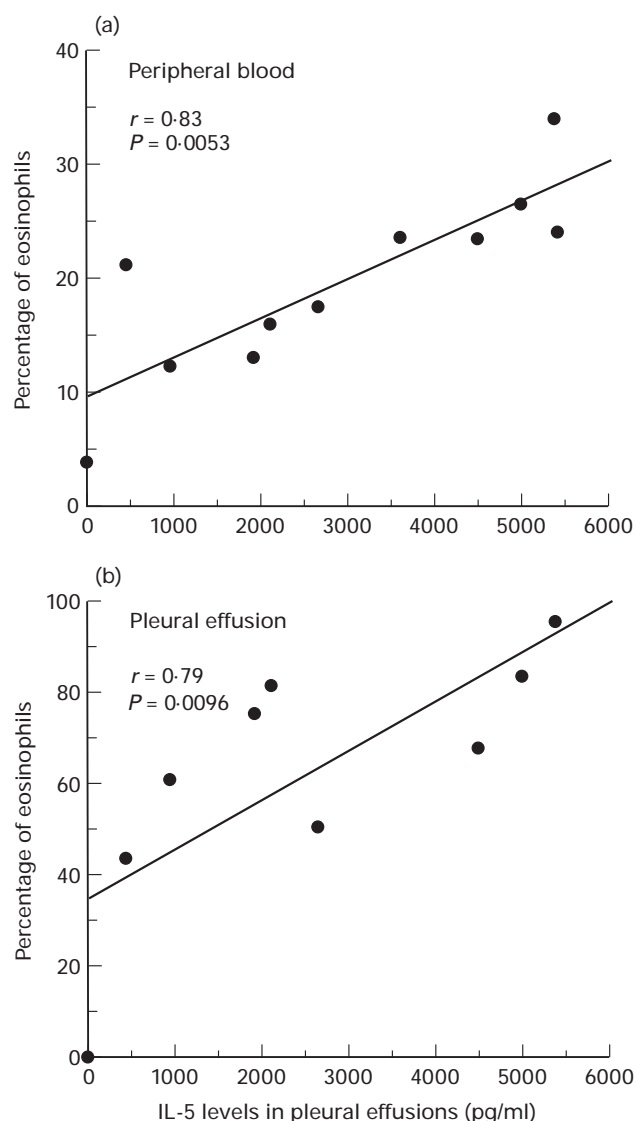 (a)
Peripheral blood
r = 0·83
P = 0·0053
Percentage of eosinophils
40
30
20
10
0
0 1000 2000 3000 4000 5000 6000
(b)
Pleural effusion
r = 0·79
P = 0·0096
Percentage of eosinophils
100
80
60
40
20
0
0 1000 2000 3000 4000 5000 6000
IL-5 levels in pleural effusions (pg/ml)